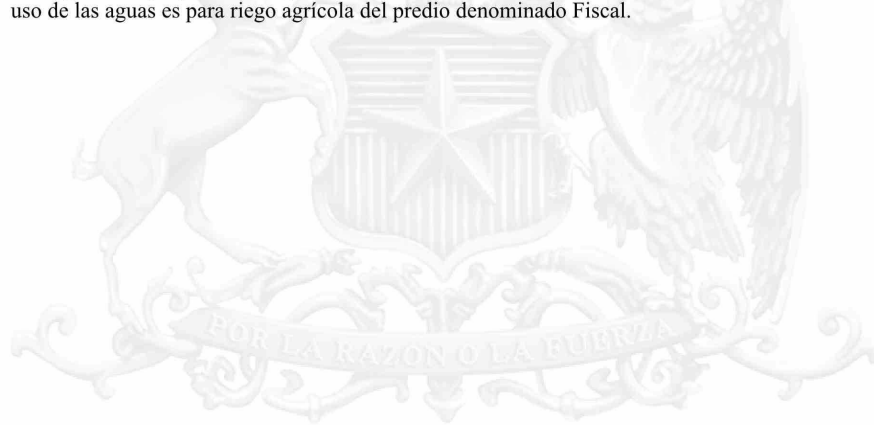 uso de las aguas es para riego agrícola del predio denominado Fiscal.
POR LA RAZON O LA FUERZA